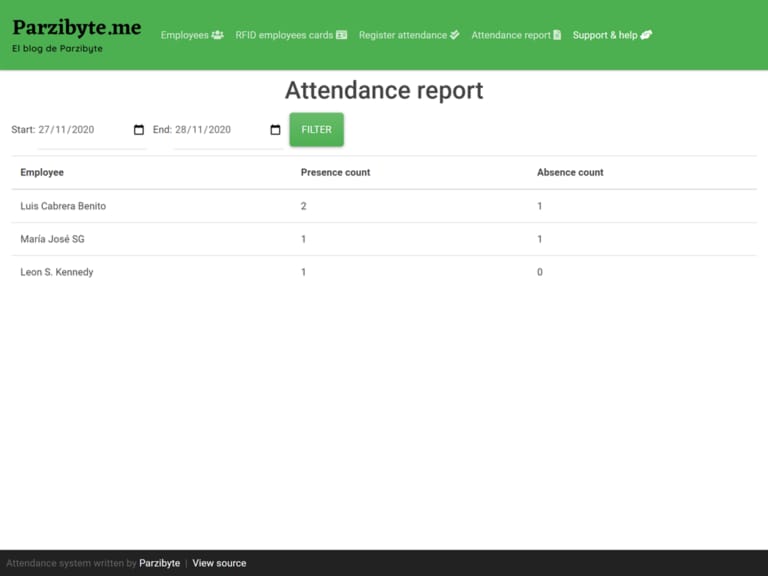 Parzibyte.me
El blog de Parzibyte
Employees RFID employees cards Register attendance Attendance report Support & help
Attendance report
Start: 27/11/2020 End: 28/11/2020 FILTER
Employee Presence count Absence count
Luis Cabrera Benito 2 1
María José SG 1 1
Leon S. Kennedy 1 0
Attendance system written by Parzibyte | View source